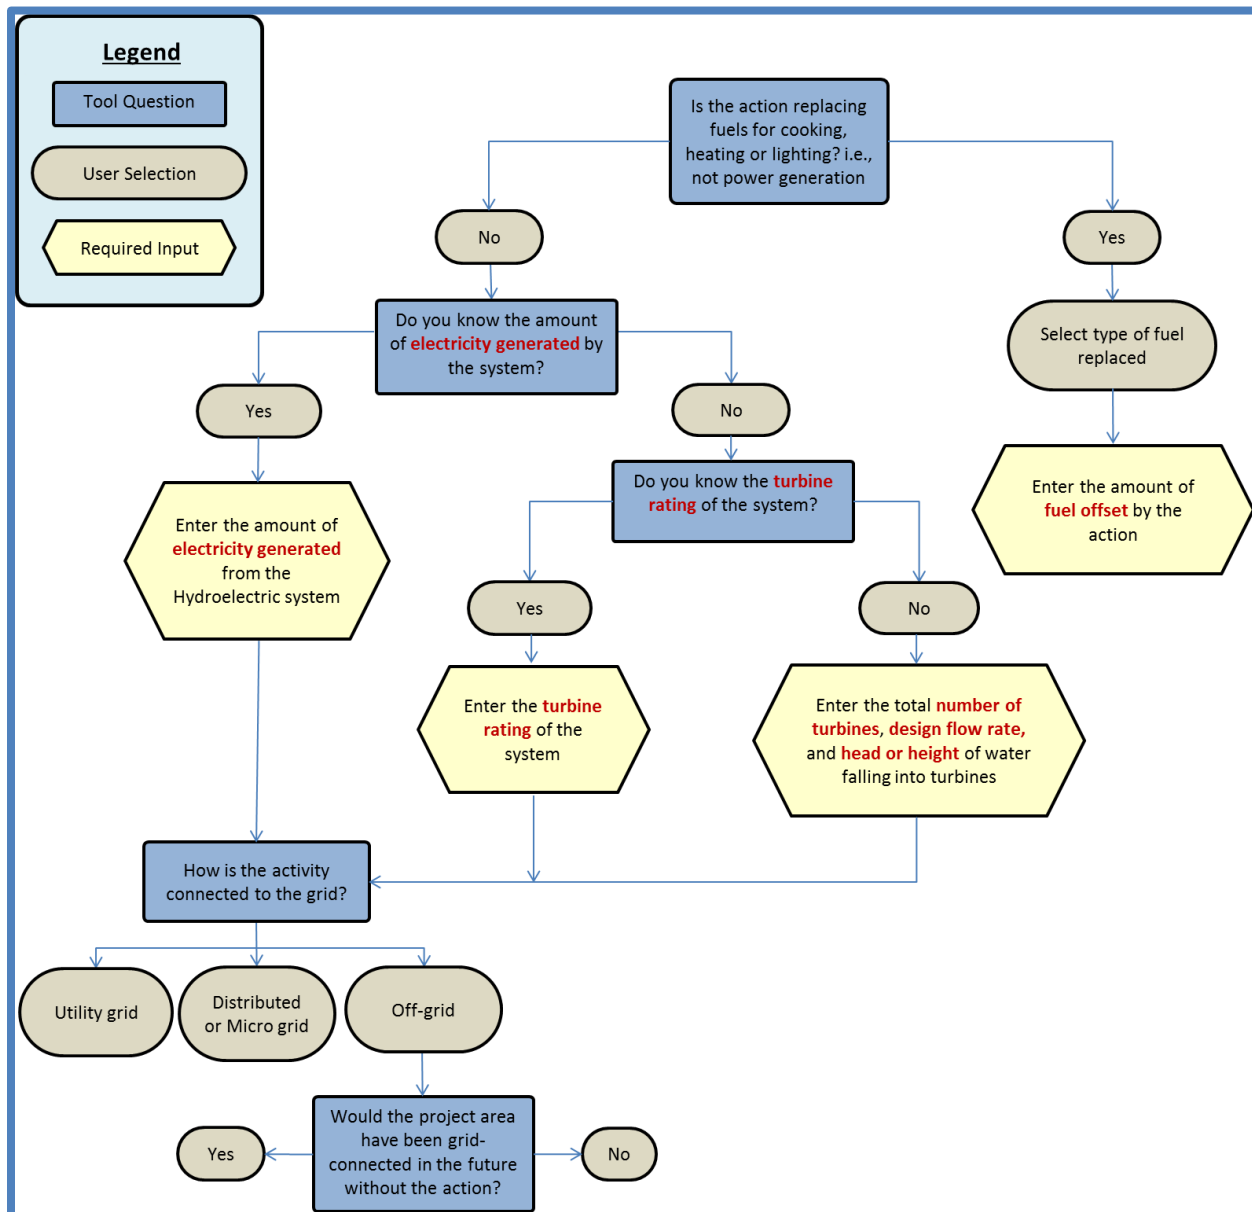 Legend
Tool Question
User Selection
Required Input
Is the action replacing
fuels for cooking,
heating or lighting? i.e.,
not power generation
No
Yes
Do you know the amount
of electricity generated by
the system?
Select type of fuel
replaced
Yes
No
Do you know the turbine
rating of the system?
Enter the amount of
fuel offset by the
action
Enter the amount of
electricity generated
from the
Hydroelectric system
Yes
No
Enter the turbine
rating of the
system
Enter the total number of
turbines, design flow rate,
and head or height of water
falling into turbines
How is the activity
connected to the grid?
Utility grid
Distributed
or Micro grid
Off-grid
Would the project area
have been grid-
connected in the future
without the action?
Yes
No